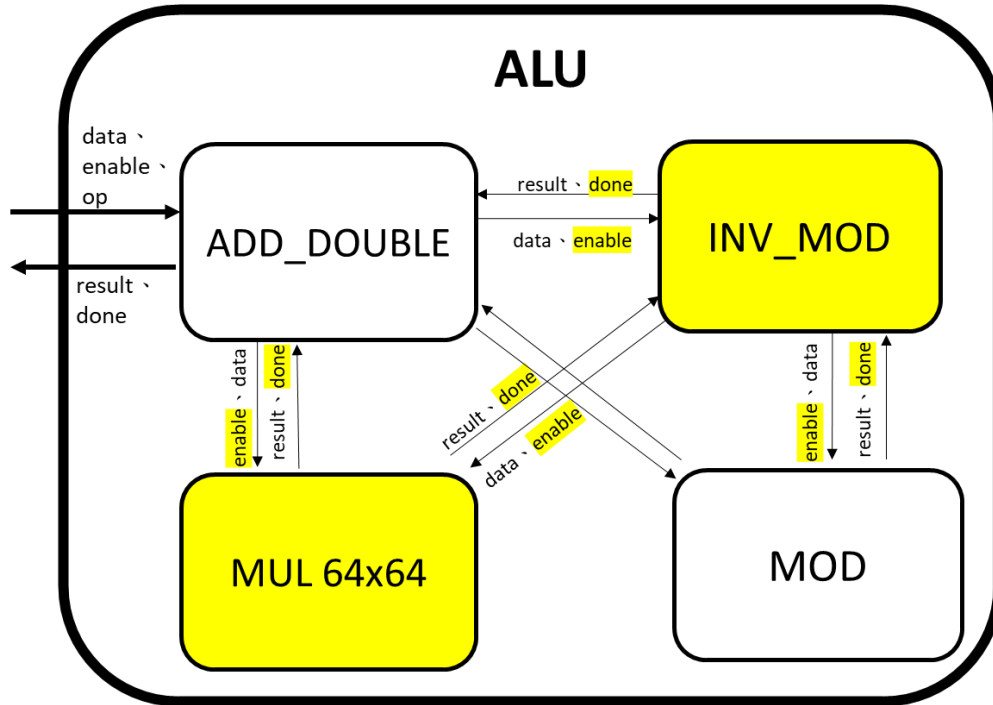 ALU
data、
enable、
op
result、
done
ADD_DOUBLE
result、done
data、enable
INV_MOD
enable、data
result、done
result、done
data、enable
enable、data
result、done
MUL 64x64
MOD